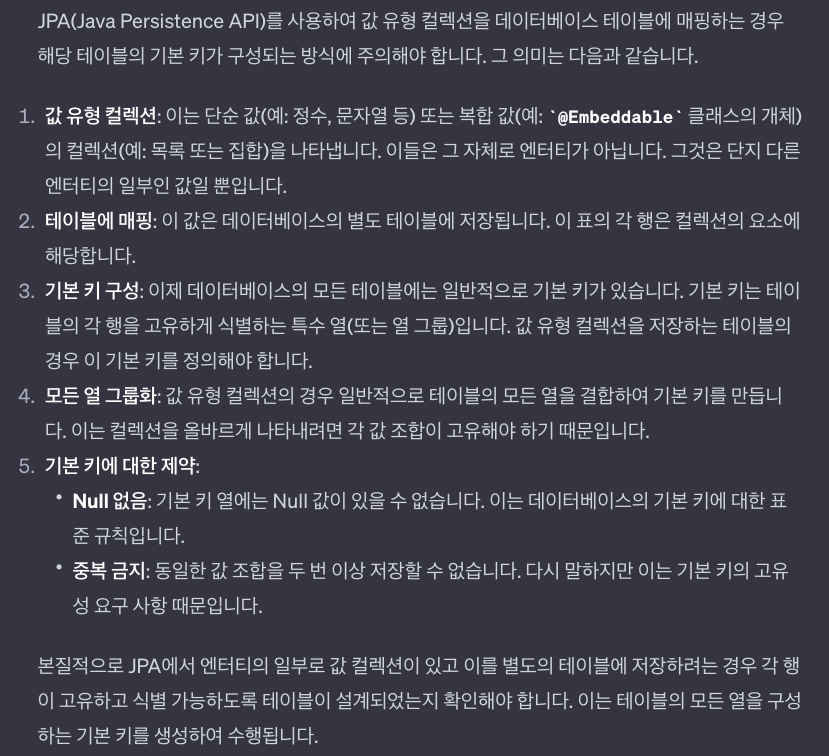 JPA(Java Persistence API)를 사용하여 값 유형 컬렉션을 데이터베이스 테이블에 매핑하는 경우
해당 테이블의 기본 키가 구성되는 방식에 주의해야 합니다. 그 의미는 다음과 같습니다.
1. 값 유형 컬렉션: 이는 단순 값(예: 정수, 문자열 등) 또는 복합 값(예: `@Embeddable` 클래스의 개체)
의 컬렉션(예: 목록 또는 집합)을 나타냅니다. 이들은 그 자체로 엔터티가 아닙니다. 그것은 단지 다른
엔터티의 일부인 값일 뿐입니다.
2. 테이블에 매핑: 이 값은 데이터베이스의 별도 테이블에 저장됩니다. 이 표의 각 행은 컬렉션의 요소에
해당합니다.
3. 기본 키 구성: 이제 데이터베이스의 모든 테이블에는 일반적으로 기본 키가 있습니다. 기본 키는 테이
블의 각 행을 고유하게 식별하는 특수 열(또는 열 그룹)입니다. 값 유형 컬렉션을 저장하는 테이블의
경우 이 기본 키를 정의해야 합니다.
4. 모든 열 그룹화: 값 유형 컬렉션의 경우 일반적으로 테이블의 모든 열을 결합하여 기본 키를 만듭니
다. 이는 컬렉션을 올바르게 나타내려면 각 값 조합이 고유해야 하기 때문입니다.
5. 기본 키에 대한 제약:
• Null 없음: 기본 키 열에는 Null 값이 있을 수 없습니다. 이는 데이터베이스의 기본 키에 대한 표
준 규칙입니다.
• 중복 금지: 동일한 값 조합을 두 번 이상 저장할 수 없습니다. 다시 말하지만 이는 기본 키의 고유
성 요구 사항 때문입니다.
본질적으로 JPA에서 엔터티의 일부로 값 컬렉션이 있고 이를 별도의 테이블에 저장하려는 경우 각 행
이 고유하고 식별 가능하도록 테이블이 설계되었는지 확인해야 합니다. 이는 테이블의 모든 열을 구성
하는 기본 키를 생성하여 수행됩니다.